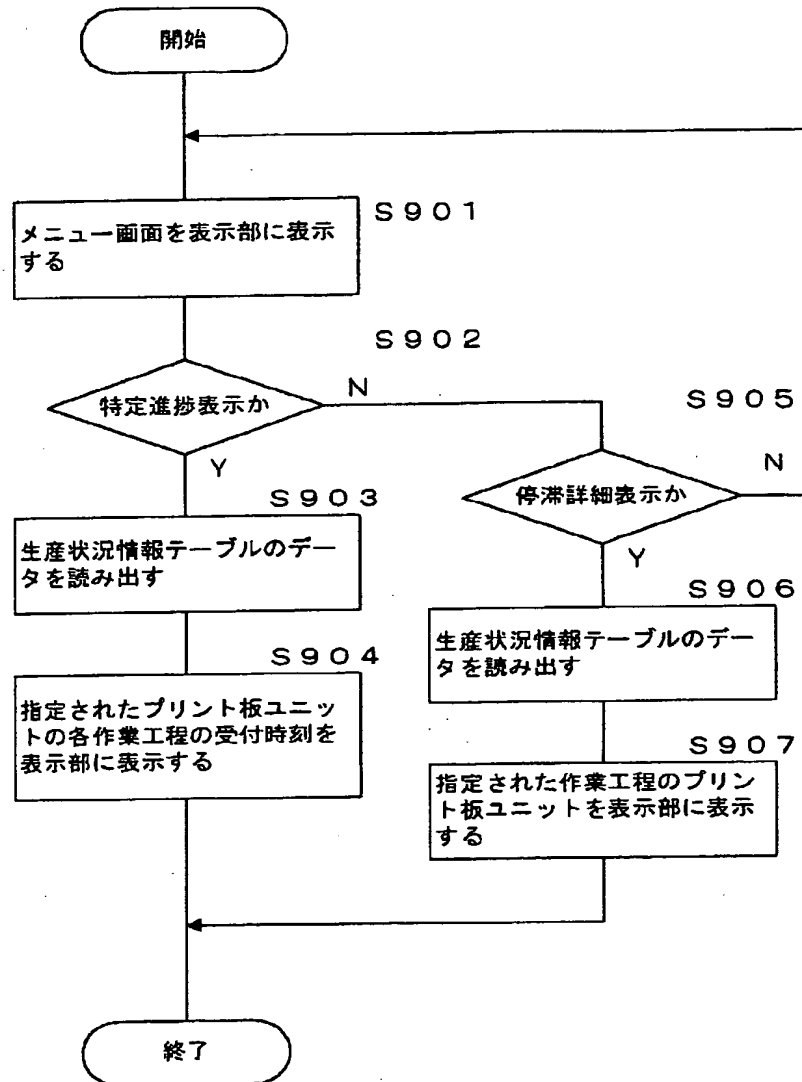 開始
S901
メニュー画面を表示部に表示
する
S902
特定進捗表示か
N
Y
S905
停滞詳細表示か
N
Y
S903
生産状況情報テーブルのデー
タを読み出す
S906
生産状況情報テーブルのデー
タを読み出す
S904
指定されたプリント板ユニッ
トの各作業工程の受付時刻を
表示部に表示する
S907
指定された作業工程のプリン
ト板ユニットを表示部に表示
する
終了